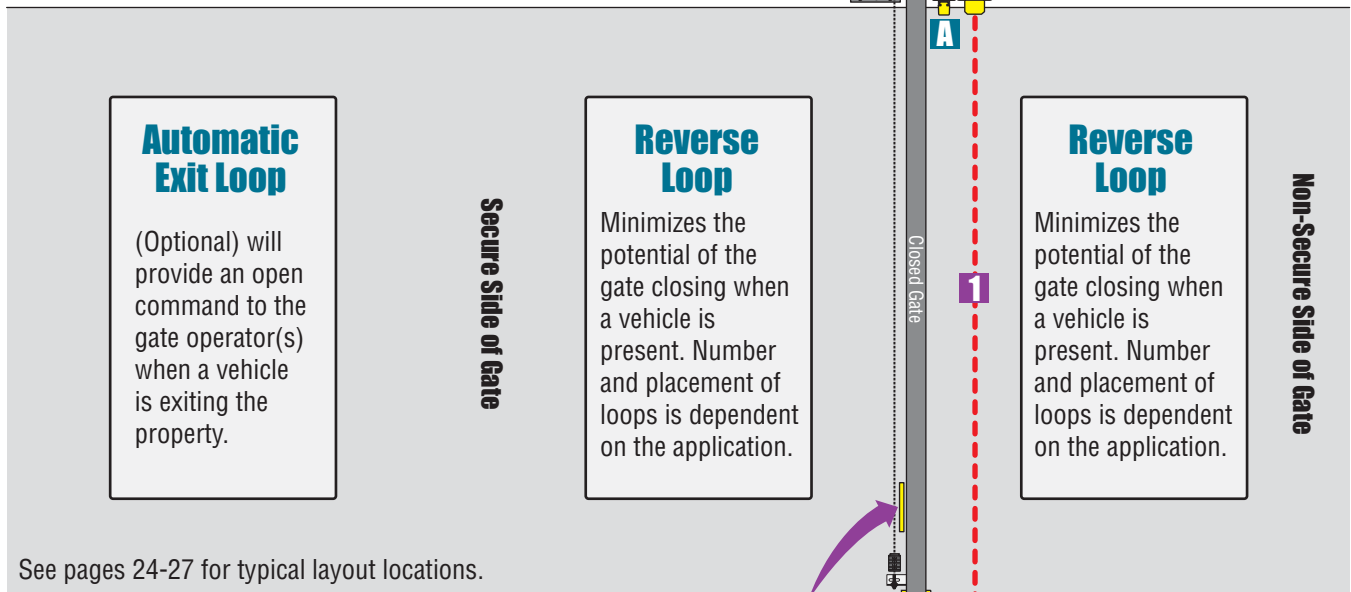 A
Automatic
Exit Loop
(Optional) will
provide an open
command to the
gate operator(s)
when a vehicle
is exiting the
property.
Secure Side of Gate
Reverse
Loop
Minimizes the
potential of the
gate closing when
a vehicle is
present. Number
and placement of
loops is dependent
on the application.
Closed Gate
1
Reverse
Loop
Minimizes the
potential of the
gate closing when
a vehicle is
present. Number
and placement of
loops is dependent
on the application.
Non-Secure Side of Gate
See pages 24-27 for typical layout locations.